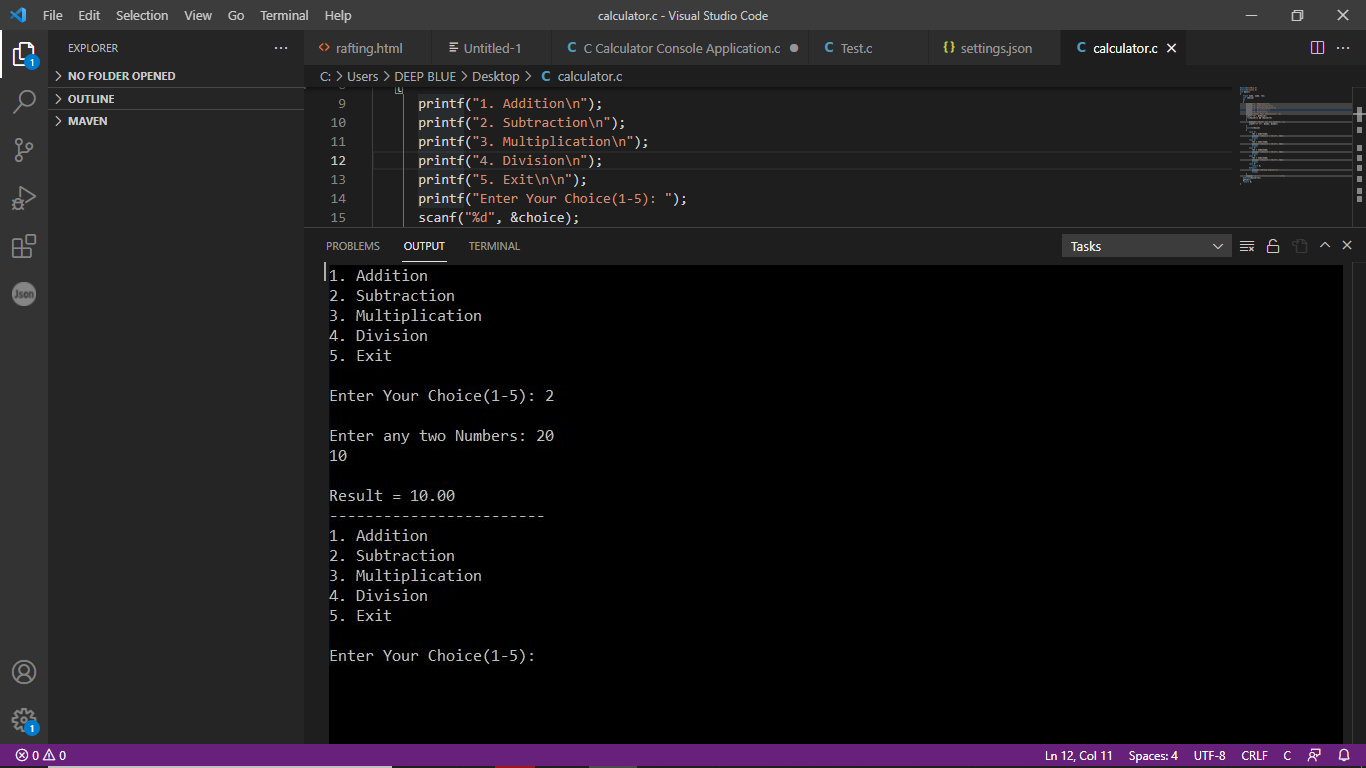 File Edit Selection View Go Terminal Help
calculator.c - Visual Studio Code
1
EXPLORER
NO FOLDER OPENED
OUTLINE
MAVEN
Json
1
rafting.html Untitled-1 C C Calculator Console Application.c C Test.c {} settings.json C calculator.c
C: > Users > DEEP BLUE > Desktop > C calculator.c
9 printf("1. Addition\n");
10 printf("2. Subtraction\n");
11 printf("3. Multiplication\n");
12 printf("4. Division\n");
13 printf("5. Exit\n\n");
14 printf("Enter Your Choice(1-5): ");
15 scanf("%d", &choice);
PROBLEMS OUTPUT TERMINAL Tasks
1. Addition
2. Subtraction
3. Multiplication
4. Division
5. Exit
Enter Your Choice(1-5): 2
Enter any two Numbers: 20
10
Result = 10.00
------------------------
1. Addition
2. Subtraction
3. Multiplication
4. Division
5. Exit
Enter Your Choice(1-5):
0 0 Ln 12, Col 11 Spaces: 4 UTF-8 CRLF C